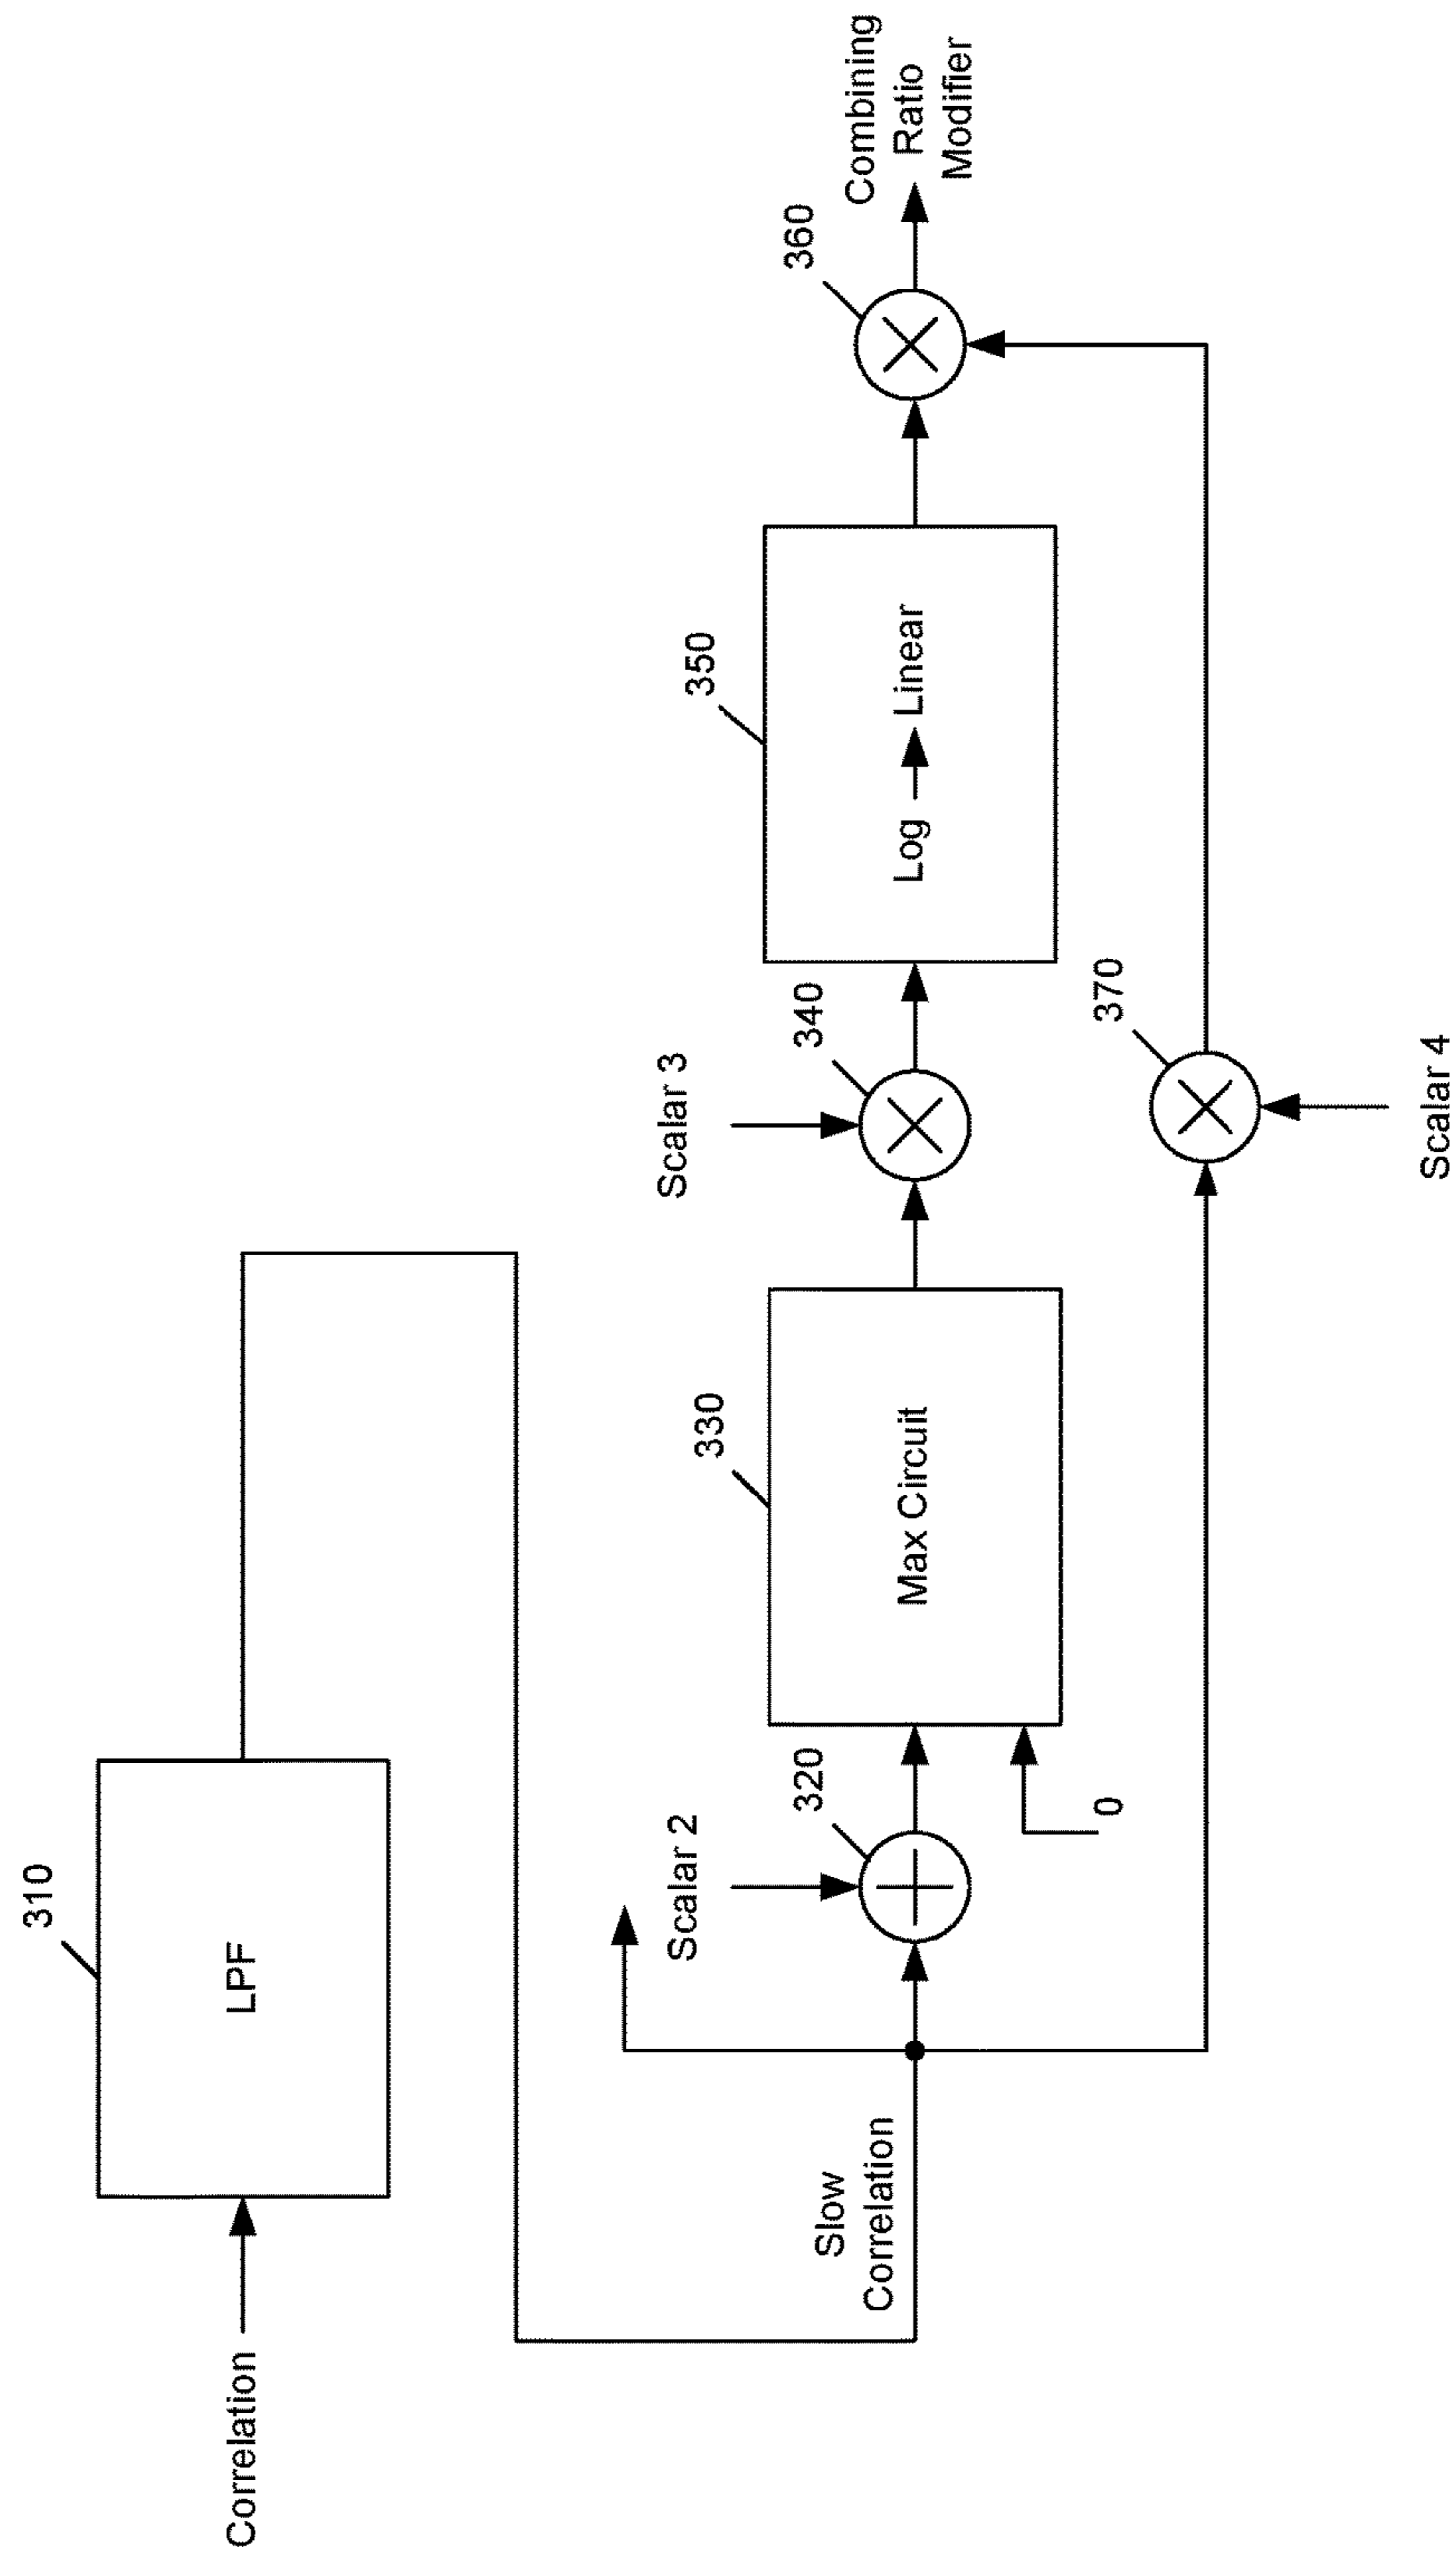 310
Correlation
LPF
Slow
Correlation
Scalar 2
320
0
330
Max Circuit
Scalar 3
340
350
Log
Linear
360
Combining
Ratio
Modifier
370
Scalar 4